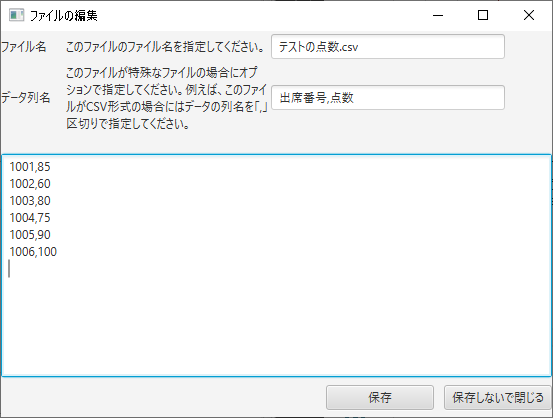 ファイルの編集
ファイル名 このファイルのファイル名を指定してください。 テストの点数.csv
データ列名 このファイルが特殊なファイルの場合にオプ
ションで指定してください。例えば、このファイ
ルがCSV形式の場合にはデータの列名を「,」
区切りで指定してください。
出席番号,点数
1001,85
1002,60
1003,80
1004,75
1005,90
1006,100
保存 保存しないで閉じる